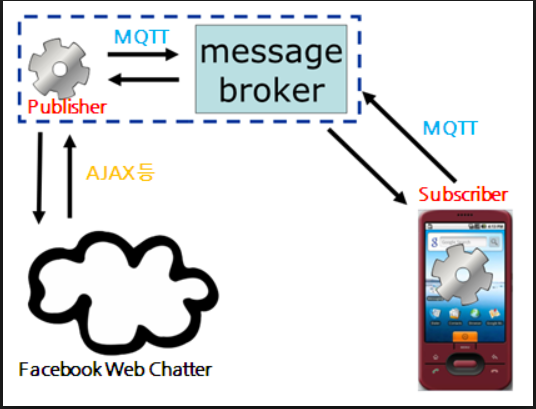 MQTT
message
broker
Publisher
MQTT
AJAX등
Subscriber
Facebook Web Chatter